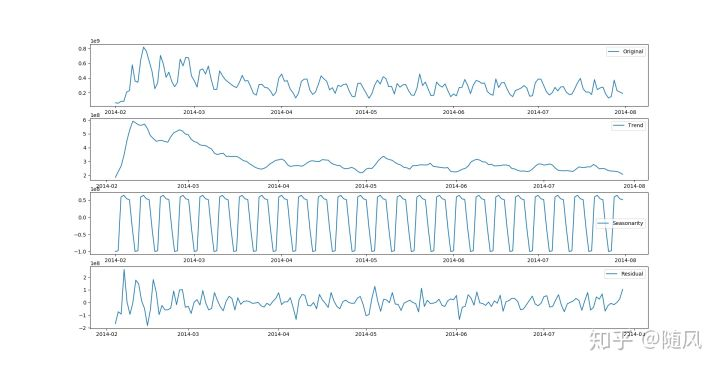 1e9
Original
0.8
0.6
0.4
0.2
2014-02 2014-03 2014-04 2014-05 2014-06 2014-07 2014-08
1e8
Trend
6
5
4
3
2
2014-02 2014-03 2014-04 2014-05 2014-06 2014-07 2014-08
1e8
Seasonarity
0.5
0.0
−0.5
−1.0
2014-02 2014-03 2014-04 2014-05 2014-06 2014-07 2014-08
1e8
Residual
2
1
0
−1
−2
2014-02 2014-03 2014-04 2014-05 2014-06 2014-07
知乎 @随风